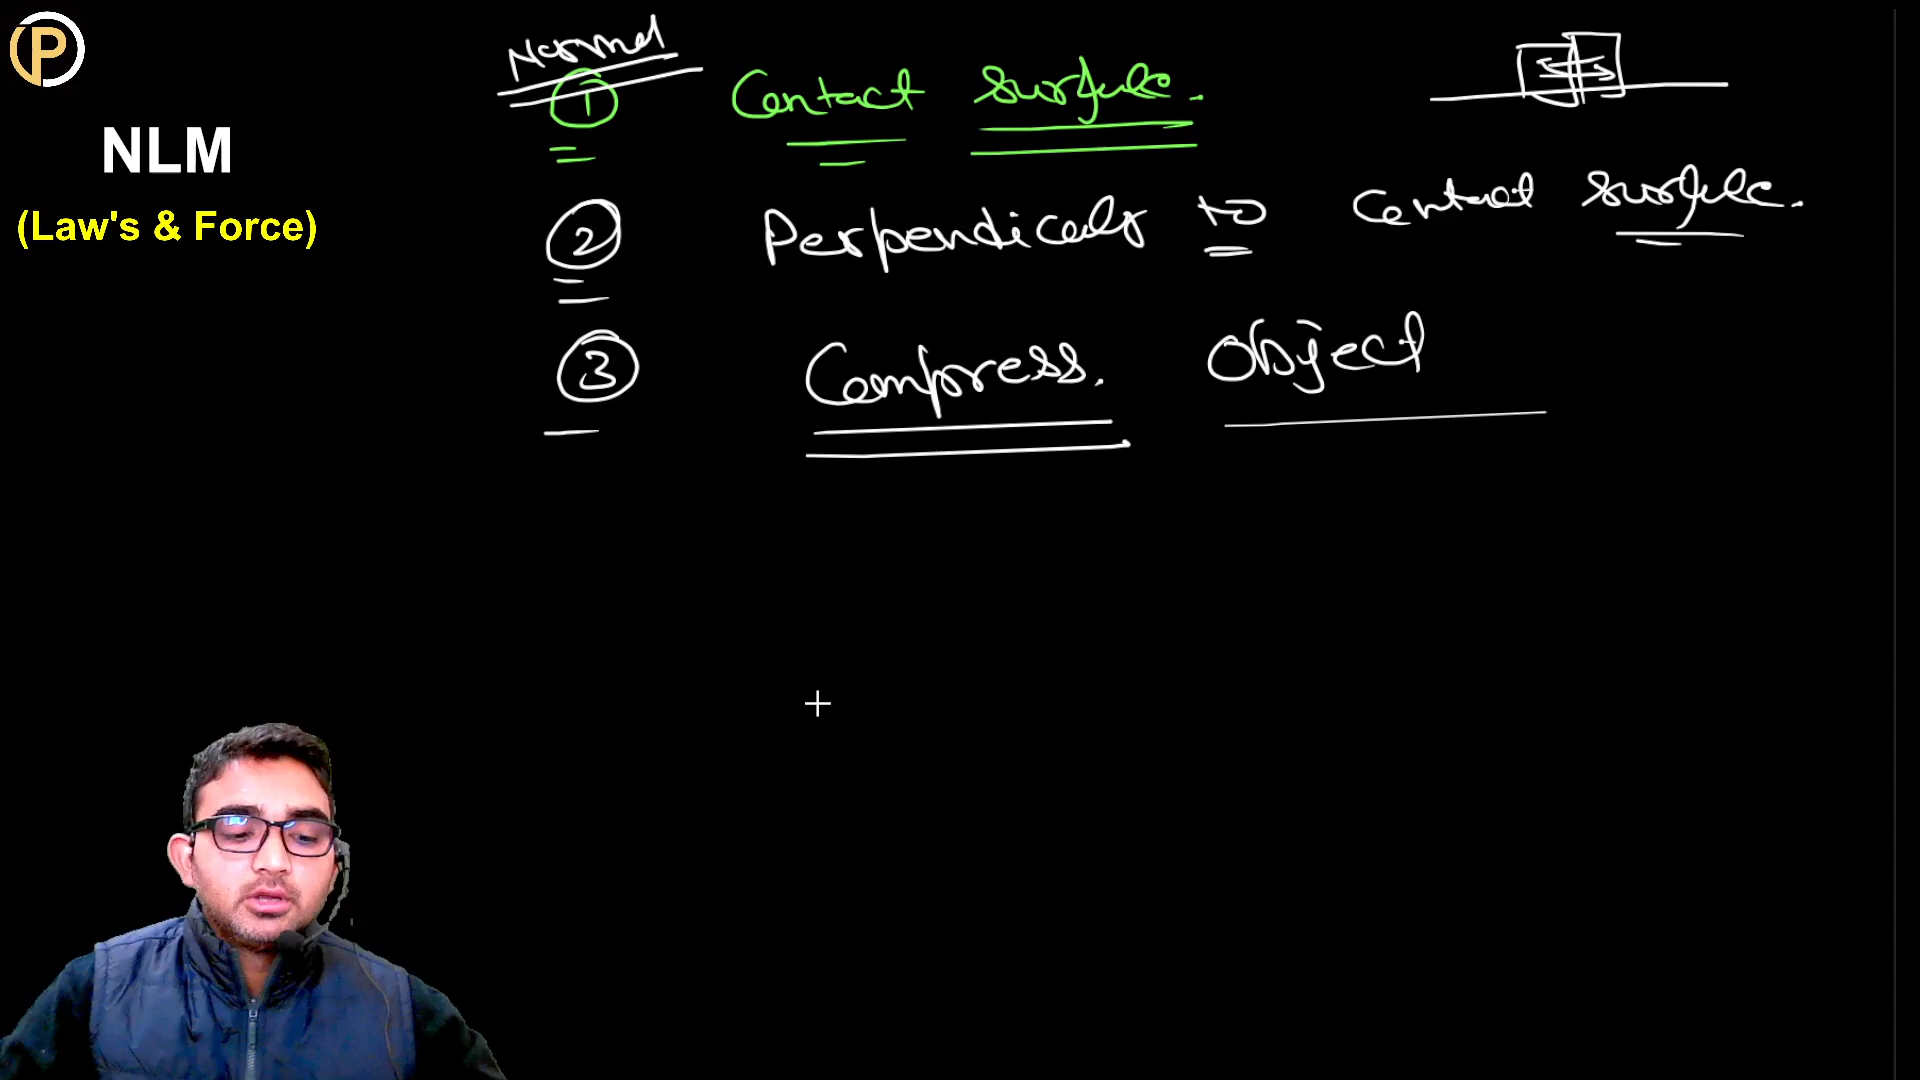 P
NLM
(Law's & Force)
Normal
1 Contact surface.
2 Perpendicular to contact surface.
3 Compress. Object